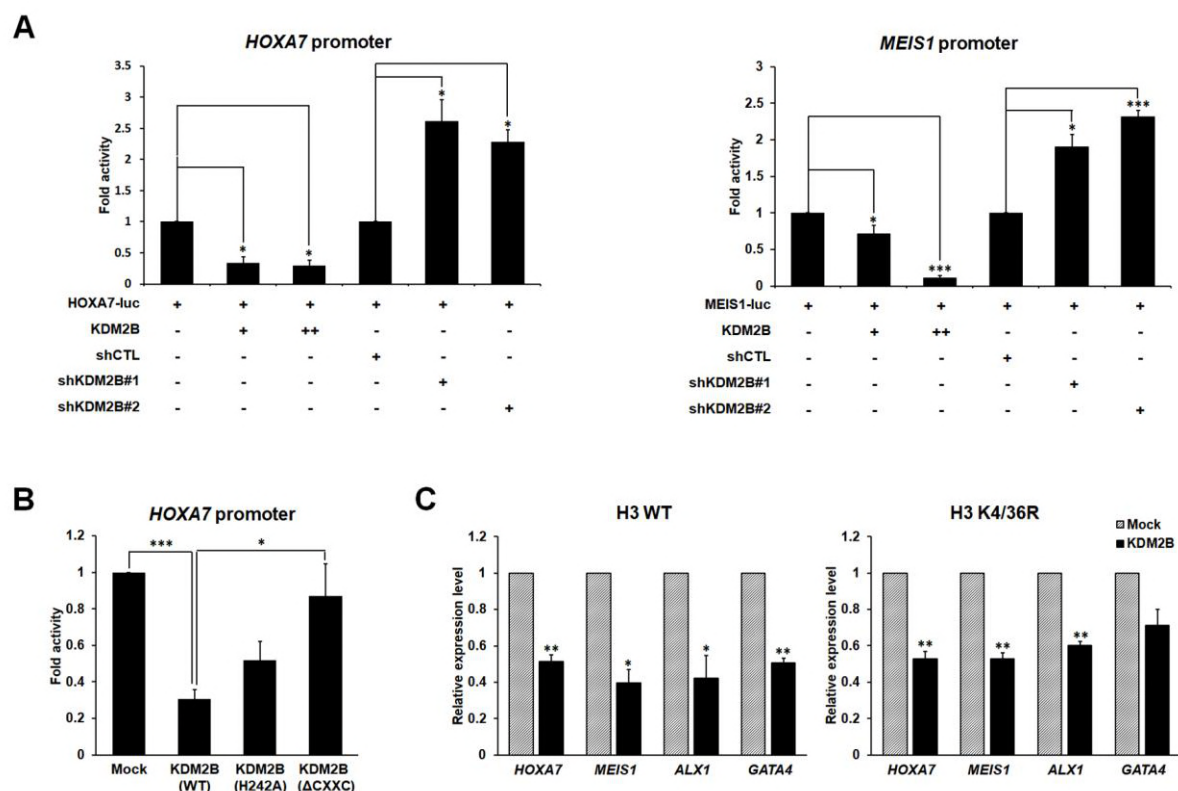 A
HOXA7 promoter
Fold activity
3.5
3
2.5
2
1.5
1
0.5
0
* * * *
HOXA7-luc + + + + + +
KDM2B - + ++ - - -
shCTL - - - + - -
shKDM2B#1 - - - - + -
shKDM2B#2 - - - - - +
MEIS1 promoter
Fold activity
3
2.5
2
1.5
1
0.5
0
* *** * ***
MEIS1-luc + + + + + +
KDM2B - + ++ - - -
shCTL - - - + - -
shKDM2B#1 - - - - + -
shKDM2B#2 - - - - - +
B
HOXA7 promoter
Fold activity
1.2
1
0.8
0.6
0.4
0.2
0
*** *
Mock KDM2B KDM2B KDM2B
(WT) (H242A) (ΔCXXC)
C
H3 WT
Relative expression level
1.2
1
0.8
0.6
0.4
0.2
0
** * * **
HOXA7 MEIS1 ALX1 GATA4
H3 K4/36R
Mock
KDM2B
Relative expression level
1.2
1
0.8
0.6
0.4
0.2
0
** ** **
HOXA7 MEIS1 ALX1 GATA4